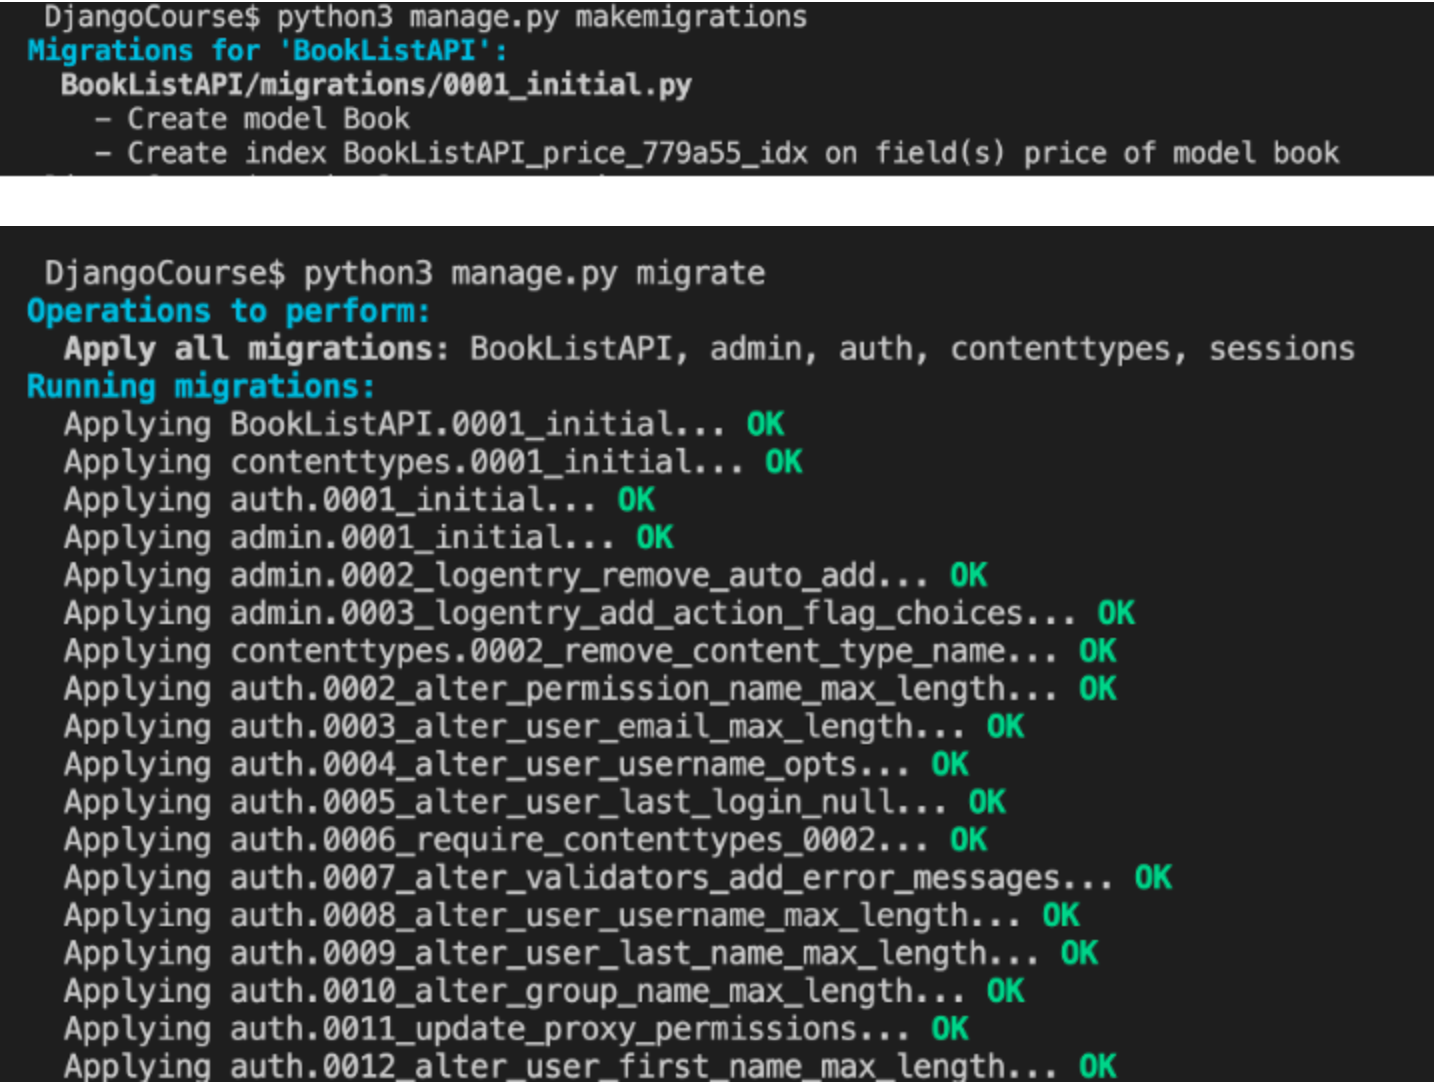 DjangoCourse$ python3 manage.py makemigrations
Migrations for 'BookListAPI':
BookListAPI/migrations/0001_initial.py
– Create model Book
– Create index BookListAPI_price_779a55_idx on field(s) price of model book
DjangoCourse$ python3 manage.py migrate
Operations to perform:
Apply all migrations: BookListAPI, admin, auth, contenttypes, sessions
Running migrations:
Applying BookListAPI.0001_initial... OK
Applying contenttypes.0001_initial... OK
Applying auth.0001_initial... OK
Applying admin.0001_initial... OK
Applying admin.0002_logentry_remove_auto_add... OK
Applying admin.0003_logentry_add_action_flag_choices... OK
Applying contenttypes.0002_remove_content_type_name... OK
Applying auth.0002_alter_permission_name_max_length... OK
Applying auth.0003_alter_user_email_max_length... OK
Applying auth.0004_alter_user_username_opts... OK
Applying auth.0005_alter_user_last_login_null... OK
Applying auth.0006_require_contenttypes_0002... OK
Applying auth.0007_alter_validators_add_error_messages... OK
Applying auth.0008_alter_user_username_max_length... OK
Applying auth.0009_alter_user_last_name_max_length... OK
Applying auth.0010_alter_group_name_max_length... OK
Applying auth.0011_update_proxy_permissions... OK
Applying auth.0012_alter_user_first_name_max_length... OK